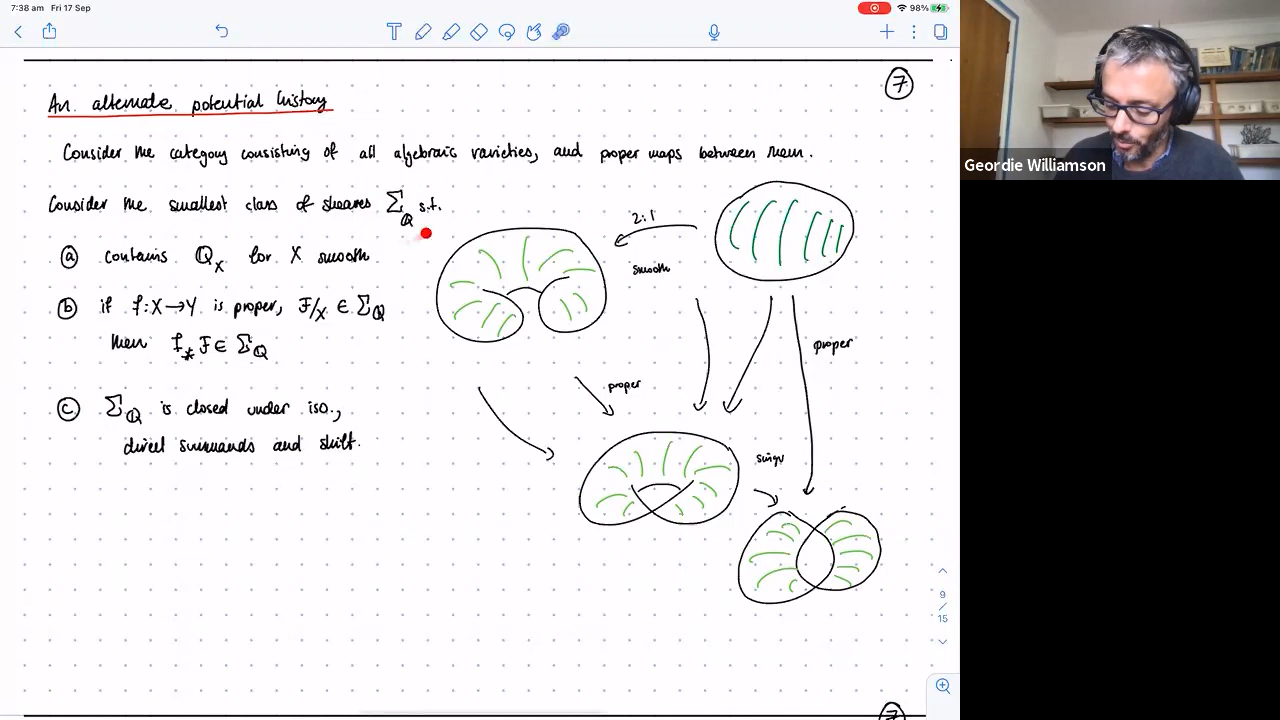 7:38 am Fri 17 Sep
98%
7
An alternate potential history
Consider the category consisting of all algebraic varieties, and proper maps between them.
Consider the smallest class of sheaves Σ_ℚ s.t.
(a) contains ℚ_X for X smooth
(b) if f: X → Y is proper, F/X ∈ Σ_ℚ
then f_* F ∈ Σ_ℚ
(c) Σ_ℚ is closed under iso.,
direct summands and shift.
2:1
smooth
proper
proper
singu
9
/
15
7
Geordie Williamson